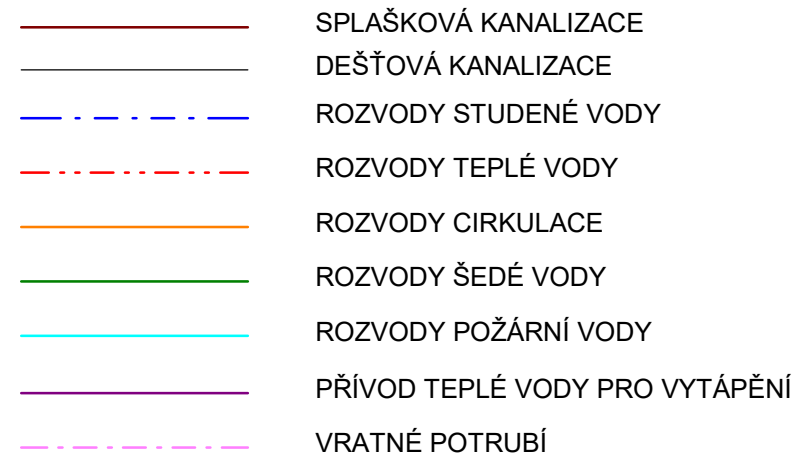 SPLAŠKOVÁ KANALIZACE
DEŠŤOVÁ KANALIZACE
ROZVODY STUDENÉ VODY
ROZVODY TEPLÉ VODY
ROZVODY CIRKULACE
ROZVODY ŠEDÉ VODY
ROZVODY POŽÁRNÍ VODY
PŘÍVOD TEPLÉ VODY PRO VYTÁPĚNÍ
VRATNÉ POTRUBÍ